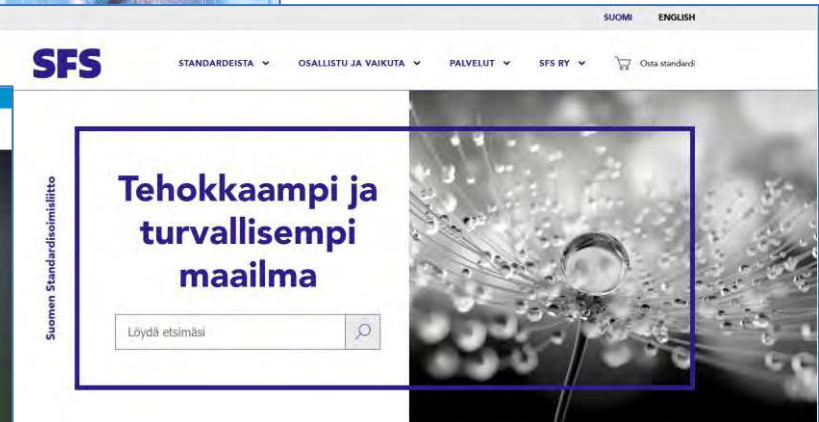 SUOMI ENGLISH
SFS STANDARDEISTA OSALLISTU JA VAIKUTA PALVELUT SFS RY Osta standardi
Suomen Standardisoimisliitto
Tehokkaampi ja
turvallisempi
maailma
Löydä etsimäsi